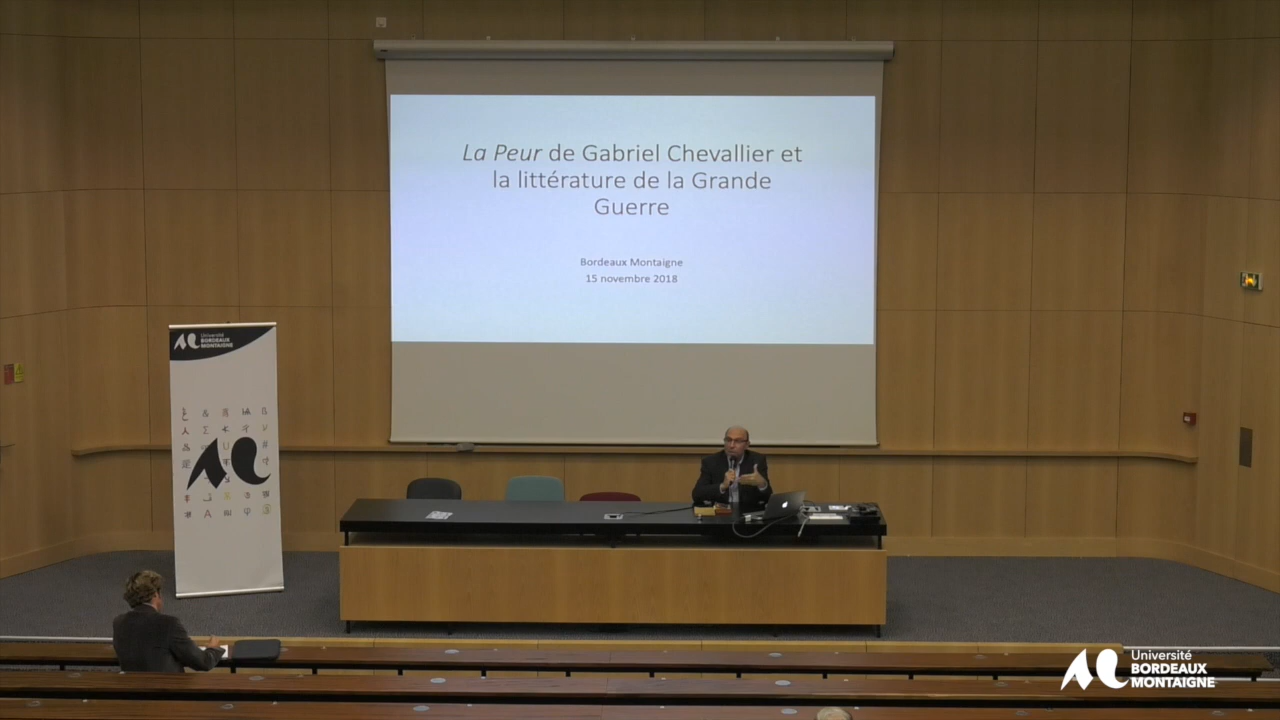 La Peur de Gabriel Chevallier et
la littérature de la Grande
Guerre
Bordeaux Montaigne
15 novembre 2018
Université
BORDEAUX
MONTAIGNE
Université
BORDEAUX
MONTAIGNE